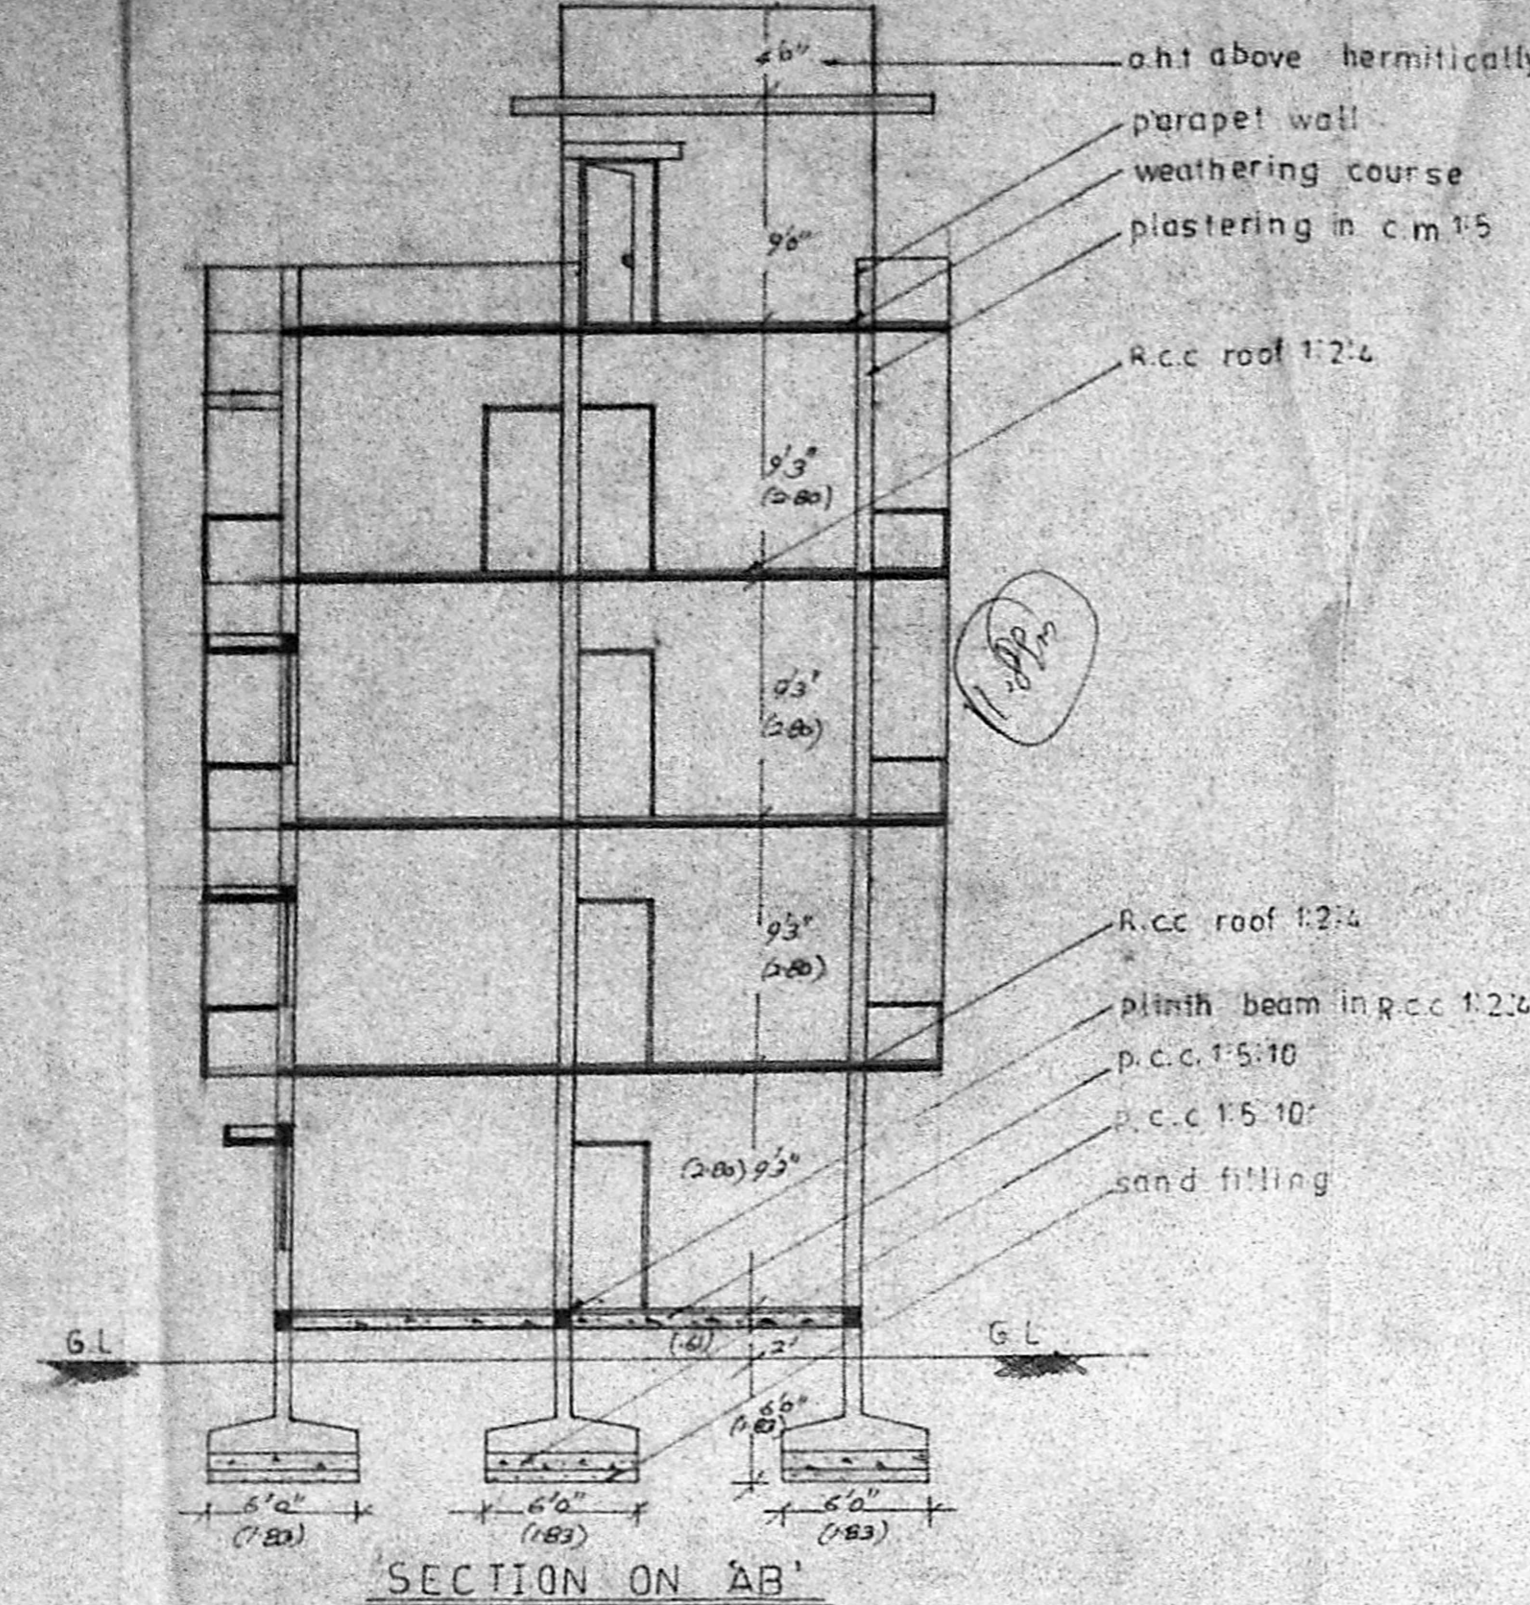 4'0"
o.h.t above hermitically
parapet wall
weathering course
plastering in c.m 1:5
9'0"
R.c.c roof 1:2:4
9'3"
(2.80)
9'3"
(2.80)
9'3"
(2.80)
R.c.c roof 1:2:4
plinth beam in R.c.c 1:2:4
p.c.c. 1:5:10
p.c.c 1:5:10
(2.80) 9'3"
sand filling
G.L
G L
(.61) 2'
6'0"
(1.83)
6'0"
(1.83)
6'0"
(1.83)
6'0"
(1.83)
SECTION ON 'AB'